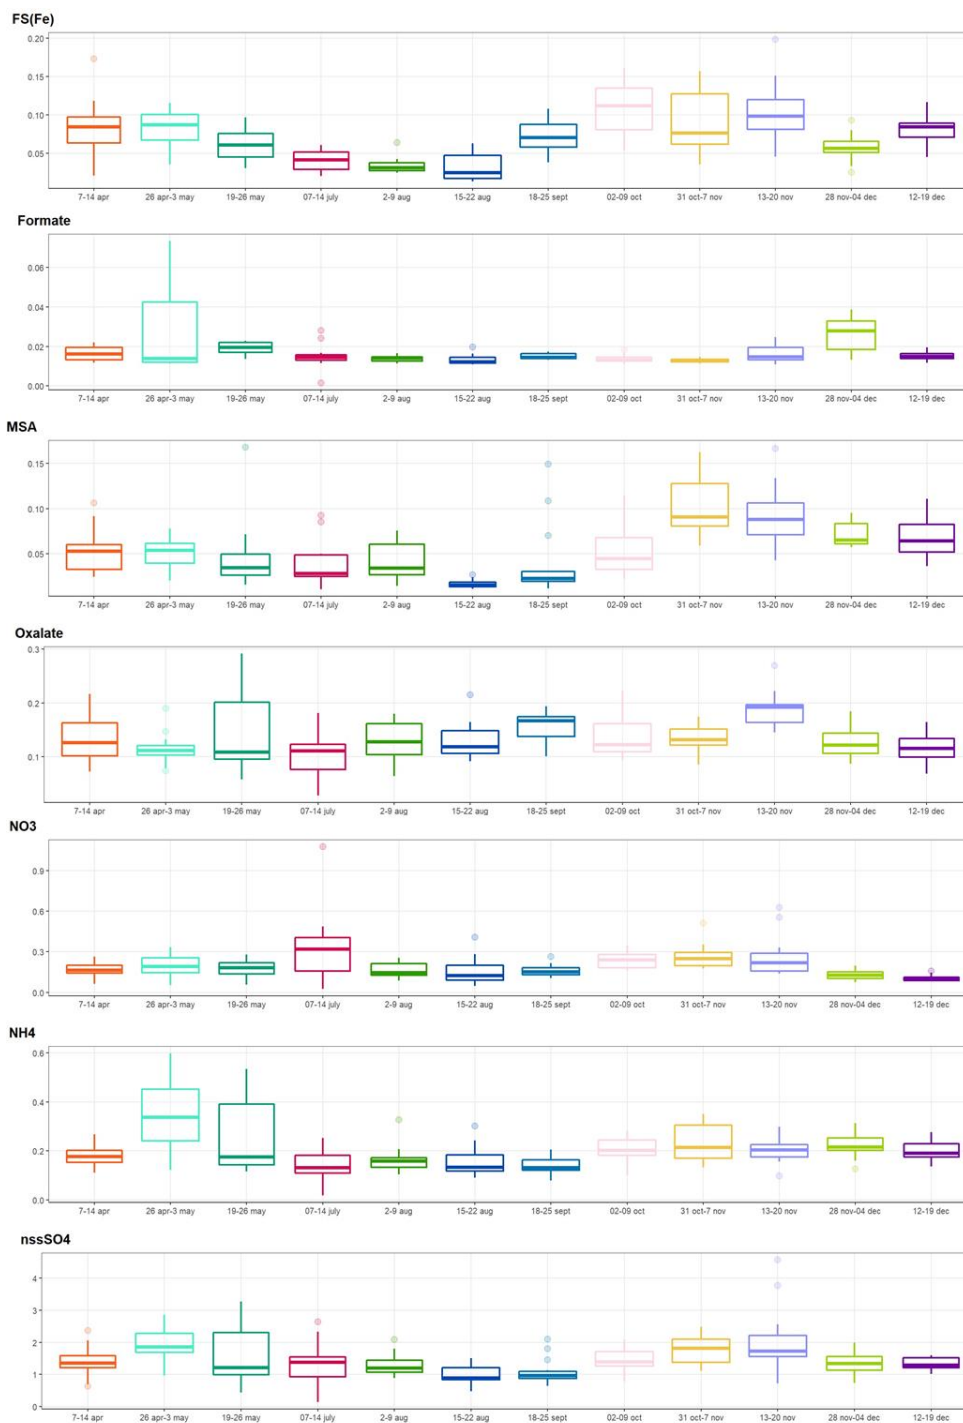 FS(Fe)
0.20
0.15
0.10
0.05
7-14 apr 26 apr-3 may 19-26 may 07-14 july 2-9 aug 15-22 aug 18-25 sept 02-09 oct 31 oct-7 nov 13-20 nov 28 nov-04 dec 12-19 dec
Formate
0.06
0.04
0.02
0.00
7-14 apr 26 apr-3 may 19-26 may 07-14 july 2-9 aug 15-22 aug 18-25 sept 02-09 oct 31 oct-7 nov 13-20 nov 28 nov-04 dec 12-19 dec
MSA
0.15
0.10
0.05
7-14 apr 26 apr-3 may 19-26 may 07-14 july 2-9 aug 15-22 aug 18-25 sept 02-09 oct 31 oct-7 nov 13-20 nov 28 nov-04 dec 12-19 dec
Oxalate
0.3
0.2
0.1
7-14 apr 26 apr-3 may 19-26 may 07-14 july 2-9 aug 15-22 aug 18-25 sept 02-09 oct 31 oct-7 nov 13-20 nov 28 nov-04 dec 12-19 dec
NO3
0.9
0.6
0.3
0.0
7-14 apr 26 apr-3 may 19-26 may 07-14 july 2-9 aug 15-22 aug 18-25 sept 02-09 oct 31 oct-7 nov 13-20 nov 28 nov-04 dec 12-19 dec
NH4
0.6
0.4
0.2
0.0
7-14 apr 26 apr-3 may 19-26 may 07-14 july 2-9 aug 15-22 aug 18-25 sept 02-09 oct 31 oct-7 nov 13-20 nov 28 nov-04 dec 12-19 dec
nssSO4
4
3
2
1
0
7-14 apr 26 apr-3 may 19-26 may 07-14 july 2-9 aug 15-22 aug 18-25 sept 02-09 oct 31 oct-7 nov 13-20 nov 28 nov-04 dec 12-19 dec